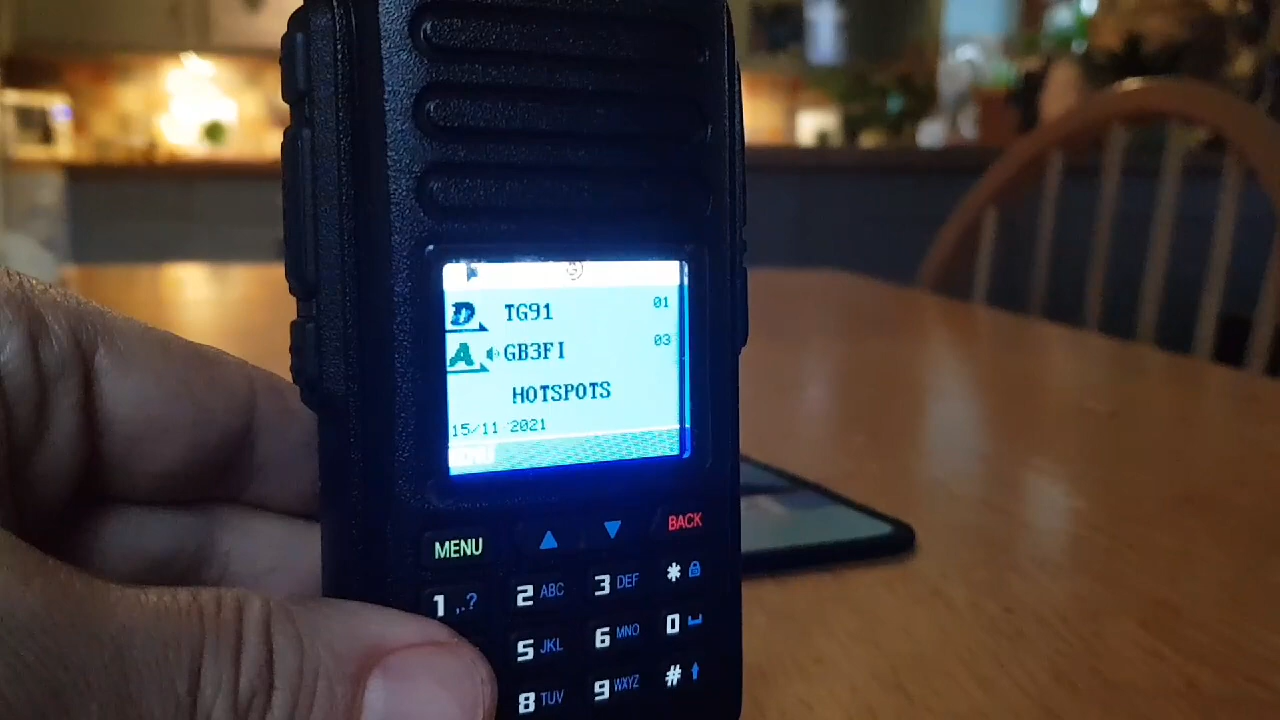 D TG91 01
A GB3FI 03
HOTSPOTS
15/11 2021
MENU
MENU BACK
1 ,.? 2 ABC 3 DEF *
5 JKL 6 MNO 0
8 TUV 9 WXYZ #